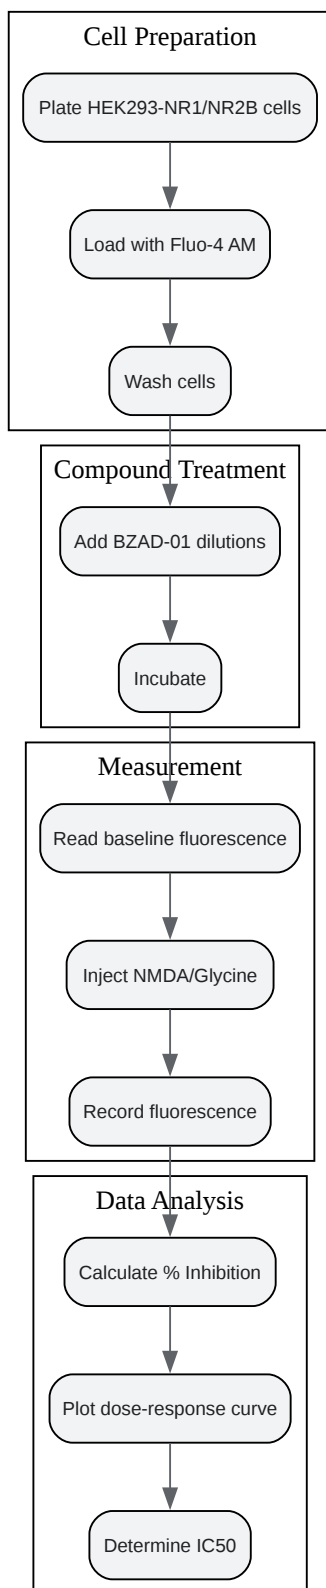 Cell Preparation
Plate HEK293-NR1/NR2B cells
Load with Fluo-4 AM
Wash cells
Compound Treatment
Add BZAD-01 dilutions
Incubate
Measurement
Read baseline fluorescence
Inject NMDA/Glycine
Record fluorescence
Data Analysis
Calculate % Inhibition
Plot dose-response curve
Determine IC50